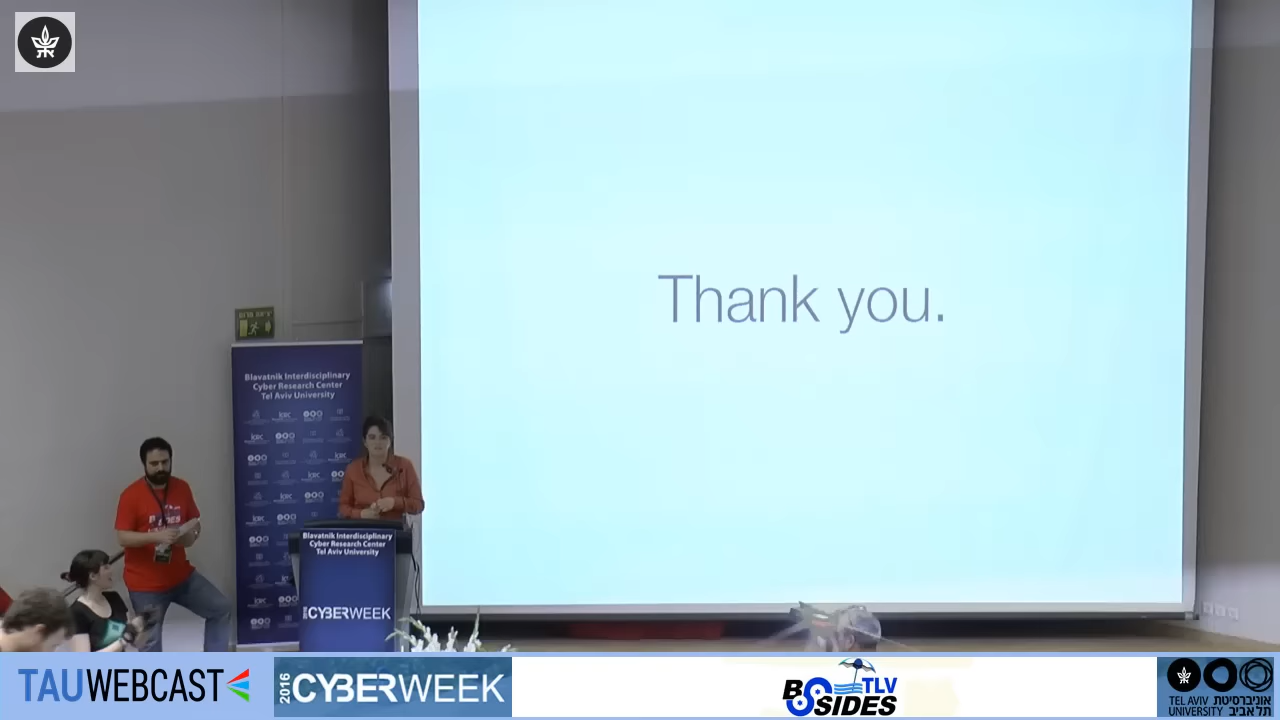 Thank you.
Blavatnik Interdisciplinary
Cyber Research Center
Tel Aviv University
Blavatnik Interdisciplinary
Cyber Research Center
Tel Aviv University
CYBERWEEK
TAUWEBCAST
2016
CYBERWEEK
BSIDES
TLV
TEL AVIV אוניברסיטת
UNIVERSITY תל אביב